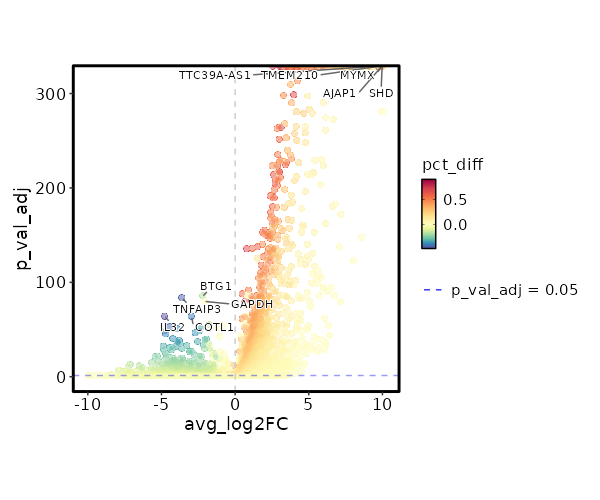 TTC39A-AS1 TMEM210 MYMX
AJAP1 SHD
300
200
100
0
p_val_adj
BTG1
GAPDH
TNFAIP3
IL32 COTL1
-10 -5 0 5 10
avg_log2FC
pct_diff
0.5
0.0
p_val_adj = 0.05